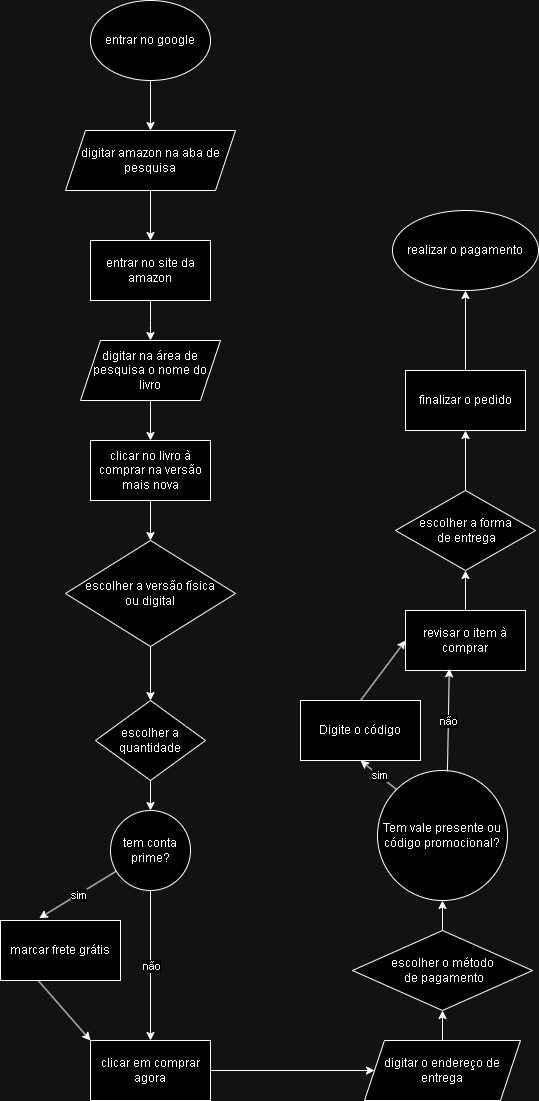 entrar no google
digitar amazon na aba de
pesquisa
entrar no site da
amazon
digitar na área de
pesquisa o nome do
livro
clicar no livro à
comprar na versão
mais nova
escolher a versão física
ou digital
escolher a
quantidade
tem conta
prime?
sim
marcar frete grátis
não
clicar em comprar
agora
digitar o endereço de
entrega
escolher o método
de pagamento
Tem vale presente ou
código promocional?
sim
Digite o código
não
revisar o item à
comprar
escolher a forma
de entrega
finalizar o pedido
realizar o pagamento